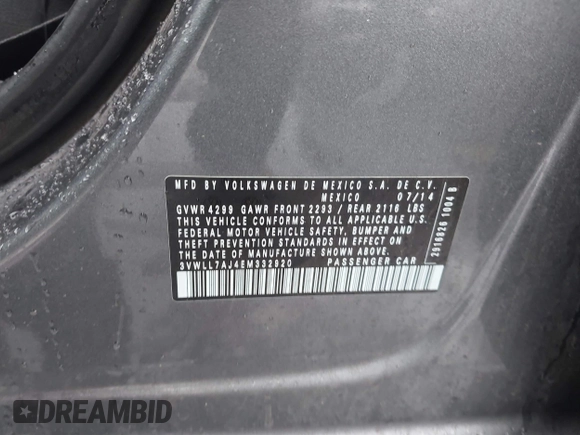 MFD BY VOLKSWAGEN DE MEXICO S.A. DE C.V.
MEXICO 07/14
GVWR 4299 GAWR FRONT 2293 / REAR 2116 LBS
THIS VEHICLE CONFORMS TO ALL APPLICABLE U.S.
FEDERAL MOTOR VEHICLE SAFETY, BUMPER AND
THEFT PREVENTION STANDARDS IN EFFECT ON
THE DATE OF MANUFACTURE SHOWN ABOVE.
3VWLL7AJ4EM332920 PASSENGER CAR
DREAMBID